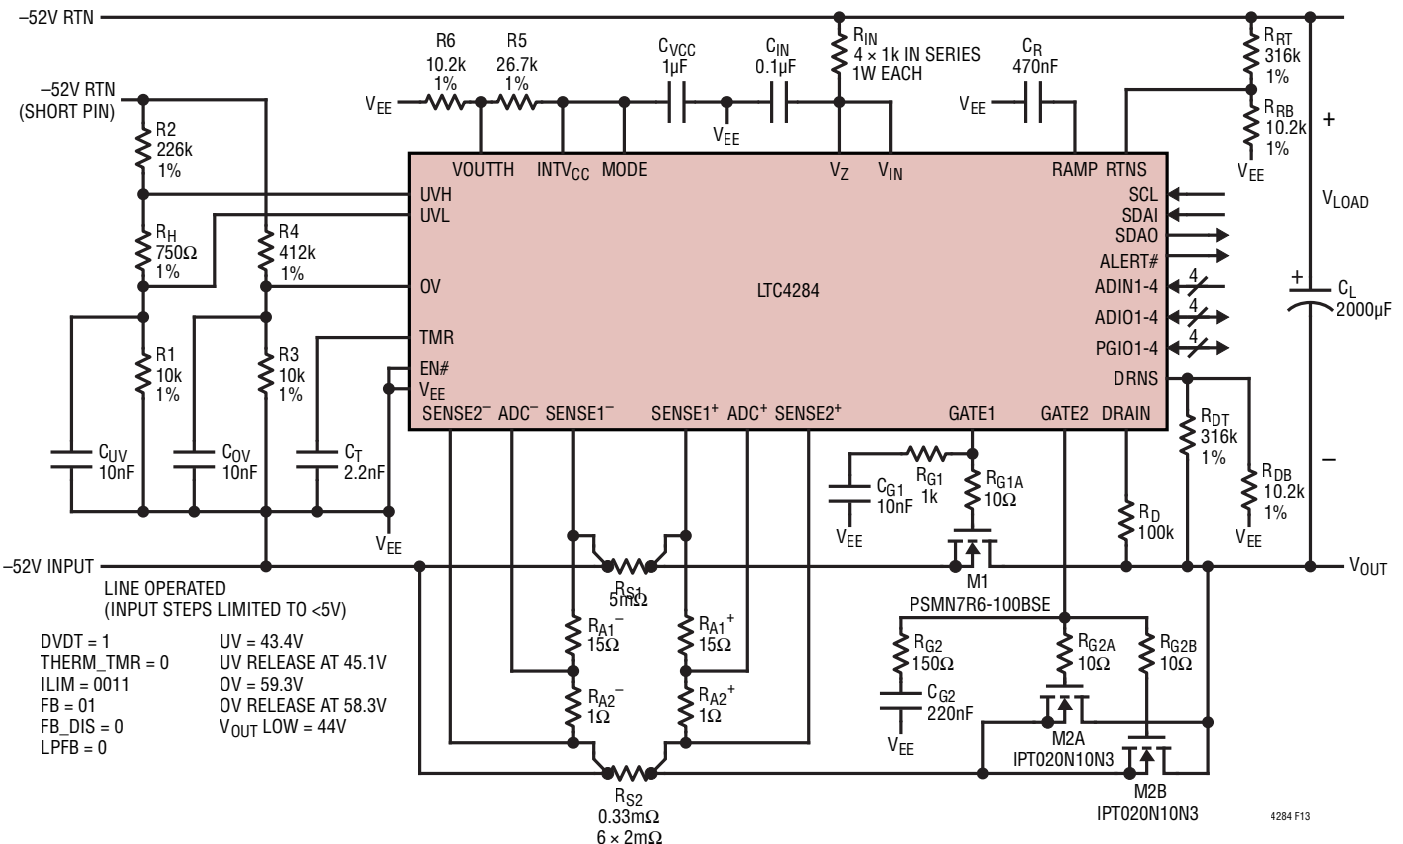 –52V RTN
R6
10.2k
1%
R5
26.7k
1%
CVCC
1µF
CIN
0.1µF
RIN
4 × 1k IN SERIES
1W EACH
CR
470nF
RRT
316k
1%
–52V RTN
(SHORT PIN)
VEE
VEE
VEE
RRB
10.2k
1%
VEE
+
R2
226k
1%
VOUTTH
INTVCC
MODE
VZ
VIN
RAMP
RTNS
UVH
UVL
SCL
SDAI
SDAO
ALERT#
VLOAD
RH
750Ω
1%
R4
412k
1%
OV
LTC4284
ADIN1-4
4
ADIO1-4
4
PGIO1-4
4
+
CL
2000µF
TMR
R1
10k
1%
R3
10k
1%
EN#
VEE
DRNS
SENSE2–
ADC–
SENSE1–
SENSE1+
ADC+
SENSE2+
GATE1
GATE2
DRAIN
RDT
316k
1%
–
CUV
10nF
COV
10nF
CT
2.2nF
RG1
1k
CG1
10nF
RG1A
10Ω
RDB
10.2k
1%
RD
100k
VEE
VEE
VEE
–52V INPUT
VOUT
LINE OPERATED
(INPUT STEPS LIMITED TO <5V)
RS1
5mΩ
M1
PSMN7R6-100BSE
DVDT = 1
THERM_TMR = 0
ILIM = 0011
FB = 01
FB_DIS = 0
LPFB = 0
UV = 43.4V
UV RELEASE AT 45.1V
OV = 59.3V
OV RELEASE AT 58.3V
VOUT LOW = 44V
RA1–
15Ω
RA1+
15Ω
RG2
150Ω
RG2A
10Ω
RG2B
10Ω
RA2–
1Ω
RA2+
1Ω
CG2
220nF
VEE
M2A
IPT020N10N3
RS2
0.33mΩ
6 × 2mΩ
M2B
IPT020N10N3
4284 F13